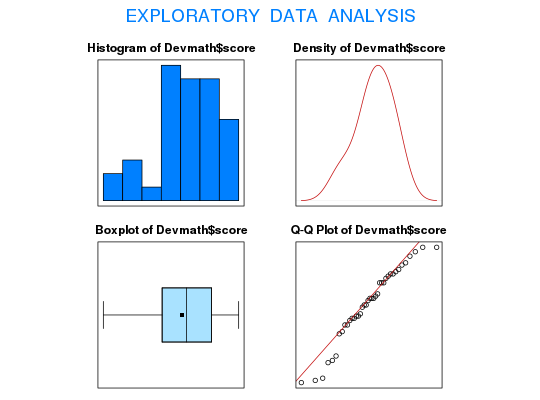 EXPLORATORY DATA ANALYSIS
Histogram of Devmath$score
Density of Devmath$score
Boxplot of Devmath$score
Q-Q Plot of Devmath$score